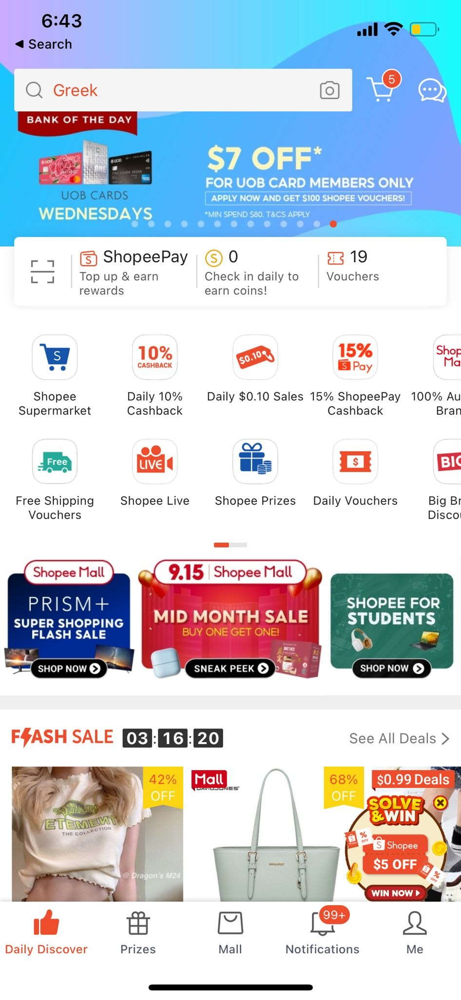 6:43
◀ Search
Greek
5
BANK OF THE DAY
UOB CARDS
WEDNESDAYS
$7 OFF*
FOR UOB CARD MEMBERS ONLY
APPLY NOW AND GET $100 SHOPEE VOUCHERS!
*MIN SPEND $80. T&CS APPLY
ShopeePay
Top up & earn
rewards
0
Check in daily to
earn coins!
19
Vouchers
10%
CASHBACK
$0.10
15%
Pay
Shop
Ma
Shopee
Supermarket
Daily 10%
Cashback
Daily $0.10 Sales
15% ShopeePay
Cashback
100% Au
Bran
Free
LIVE
$
BIG
Free Shipping
Vouchers
Shopee Live
Shopee Prizes
Daily Vouchers
Big Br
Disco
Shopee Mall
PRISM+
SUPER SHOPPING
FLASH SALE
SHOP NOW
9.15 | Shopee Mall
MID MONTH SALE
BUY ONE GET ONE!
SNEAK PEEK
SHOPEE FOR
STUDENTS
SHOP NOW
FLASH SALE 03:16:20
See All Deals >
42%
OFF
VETEMENTS
THE COLLECTION
@ Dragon's M24
Mall
DAVIDJONES
68%
OFF
$0.99 Deals
SOLVE
&WIN
Shopee
$5 OFF
WIN NOW
Daily Discover
Prizes
Mall
99+
Notifications
Me